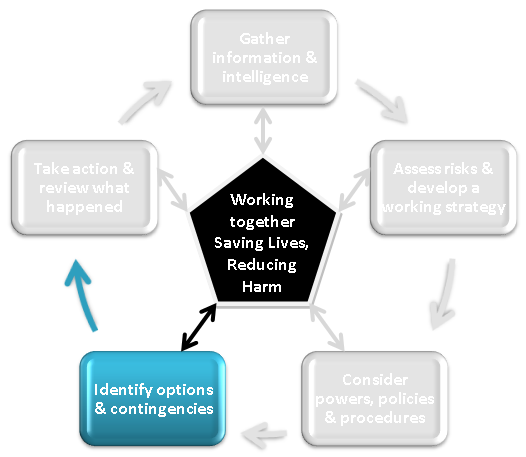 Gather
information &
intelligence
Take action &
review what
happened
Assess risks &
develop a
working strategy
Working
together
Saving Lives,
Reducing
Harm
Identify options
& contingencies
Consider
powers, policies
& procedures